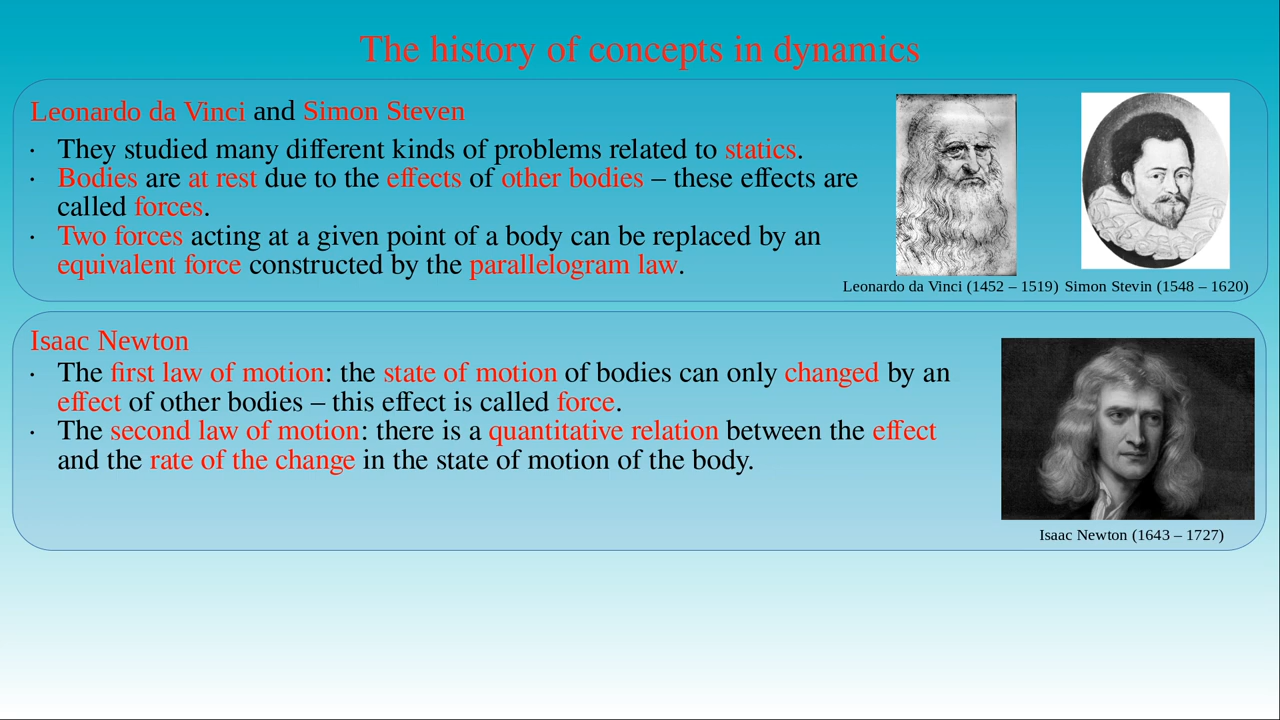 The history of concepts in dynamics
Leonardo da Vinci and Simon Steven
· They studied many different kinds of problems related to statics.
· Bodies are at rest due to the effects of other bodies – these effects are
called forces.
· Two forces acting at a given point of a body can be replaced by an
equivalent force constructed by the parallelogram law.
Leonardo da Vinci (1452 – 1519)
Simon Stevin (1548 – 1620)
Isaac Newton
· The first law of motion: the state of motion of bodies can only changed by an
effect of other bodies – this effect is called force.
· The second law of motion: there is a quantitative relation between the effect
and the rate of the change in the state of motion of the body.
Isaac Newton (1643 – 1727)